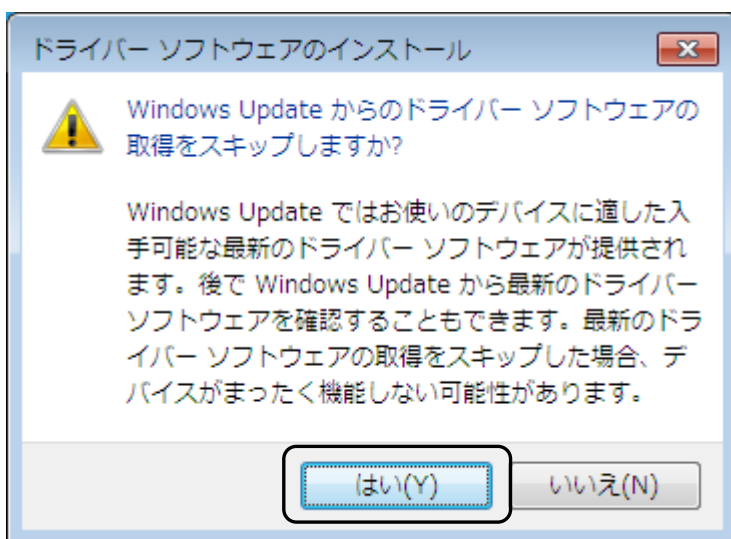 ドライバー ソフトウェアのインストール
Windows Update からのドライバー ソフトウェアの
取得をスキップしますか?
Windows Update ではお使いのデバイスに適した入
手可能な最新のドライバー ソフトウェアが提供され
ます。後で Windows Update から最新のドライバー
ソフトウェアを確認することもできます。最新のドラ
イバー ソフトウェアの取得をスキップした場合、デ
バイスがまったく機能しない可能性があります。
はい(Y) いいえ(N)